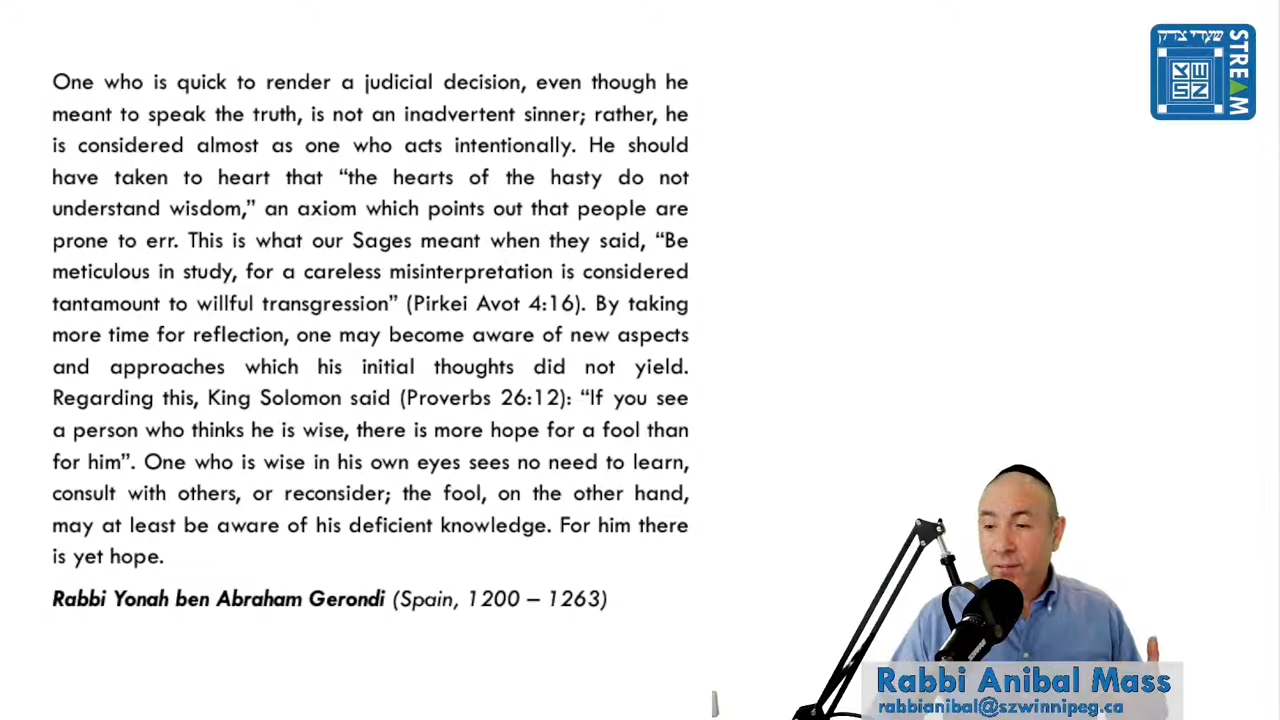 One who is quick to render a judicial decision, even though he
meant to speak the truth, is not an inadvertent sinner; rather, he
is considered almost as one who acts intentionally. He should
have taken to heart that “the hearts of the hasty do not
understand wisdom,” an axiom which points out that people are
prone to err. This is what our Sages meant when they said, “Be
meticulous in study, for a careless misinterpretation is considered
tantamount to willful transgression” (Pirkei Avot 4:16). By taking
more time for reflection, one may become aware of new aspects
and approaches which his initial thoughts did not yield.
Regarding this, King Solomon said (Proverbs 26:12): “If you see
a person who thinks he is wise, there is more hope for a fool than
for him”. One who is wise in his own eyes sees no need to learn,
consult with others, or reconsider; the fool, on the other hand,
may at least be aware of his deficient knowledge. For him there
is yet hope.
Rabbi Yonah ben Abraham Gerondi (Spain, 1200 – 1263)
שערי צדק
STREAM
Rabbi Anibal Mass
rabbianibal@szwinnipeg.ca